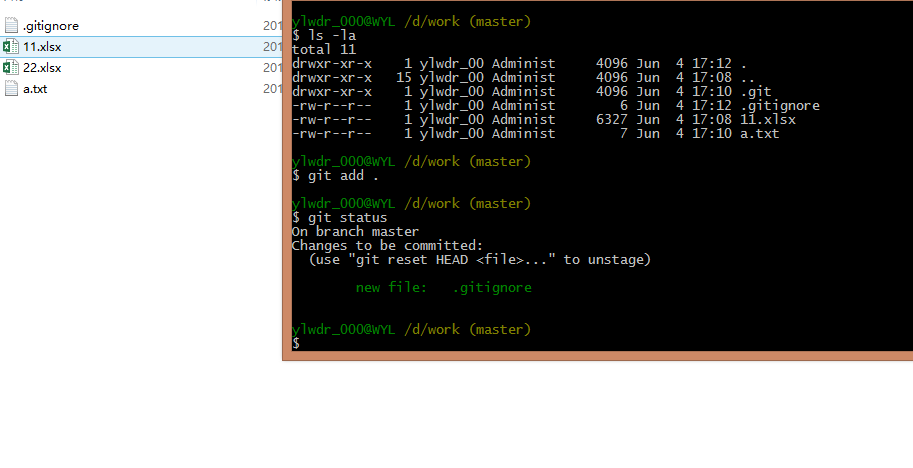 .gitignore 201
11.xlsx 201
22.xlsx 201
a.txt 201
ylwdr_000@WYL /d/work (master)
$ ls -la
total 11
drwxr-xr-x 1 ylwdr_00 Administ 4096 Jun 4 17:12 .
drwxr-xr-x 15 ylwdr_00 Administ 4096 Jun 4 17:08 ..
drwxr-xr-x 1 ylwdr_00 Administ 4096 Jun 4 17:10 .git
-rw-r--r-- 1 ylwdr_00 Administ 6 Jun 4 17:12 .gitignore
-rw-r--r-- 1 ylwdr_00 Administ 6327 Jun 4 17:08 11.xlsx
-rw-r--r-- 1 ylwdr_00 Administ 7 Jun 4 17:10 a.txt
ylwdr_000@WYL /d/work (master)
$ git add .
ylwdr_000@WYL /d/work (master)
$ git status
On branch master
Changes to be committed:
(use "git reset HEAD <file>..." to unstage)
new file: .gitignore
ylwdr_000@WYL /d/work (master)
$